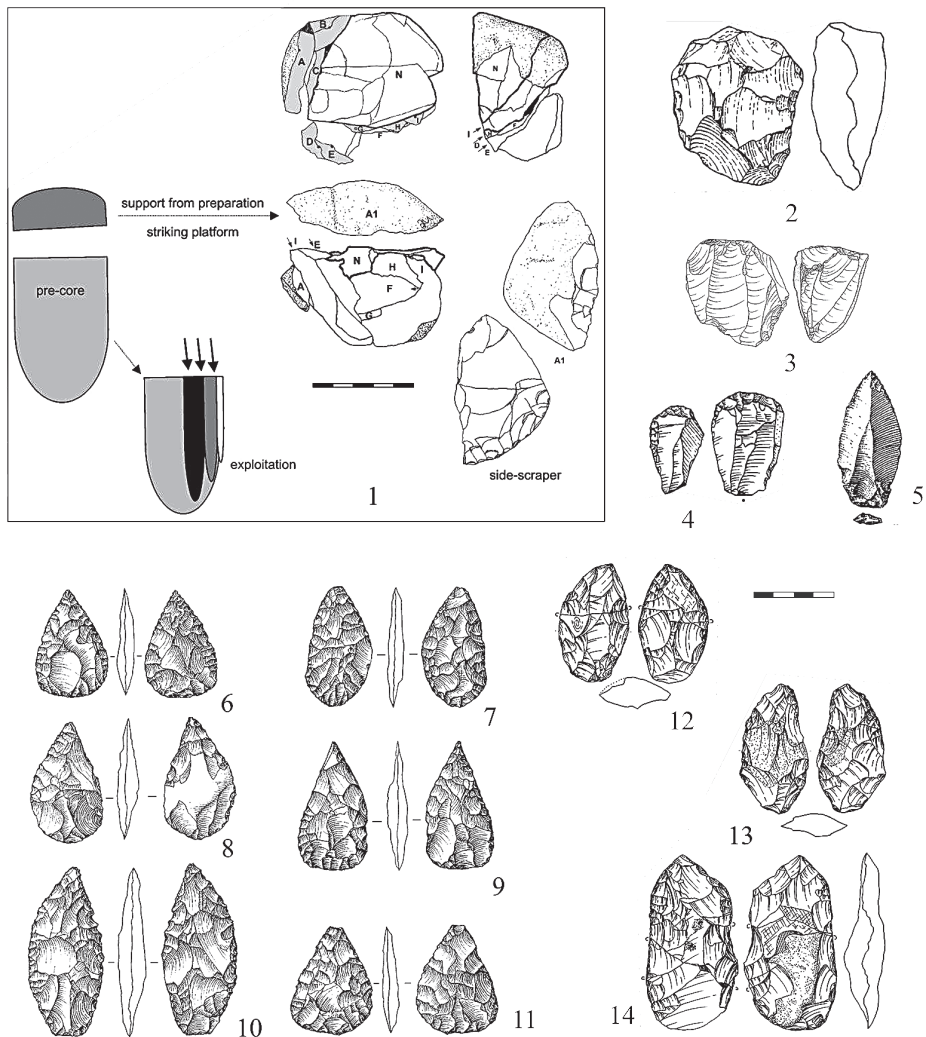 B
A
C
N
G F H I
D
E
N
I
D
E
F
support from preparation
striking platform
A1
I E
N
H
I
A
F
G
pre-core
A1
exploitation
side-scraper
1
2
3
4
5
6
7
8
9
10
11
12
13
14